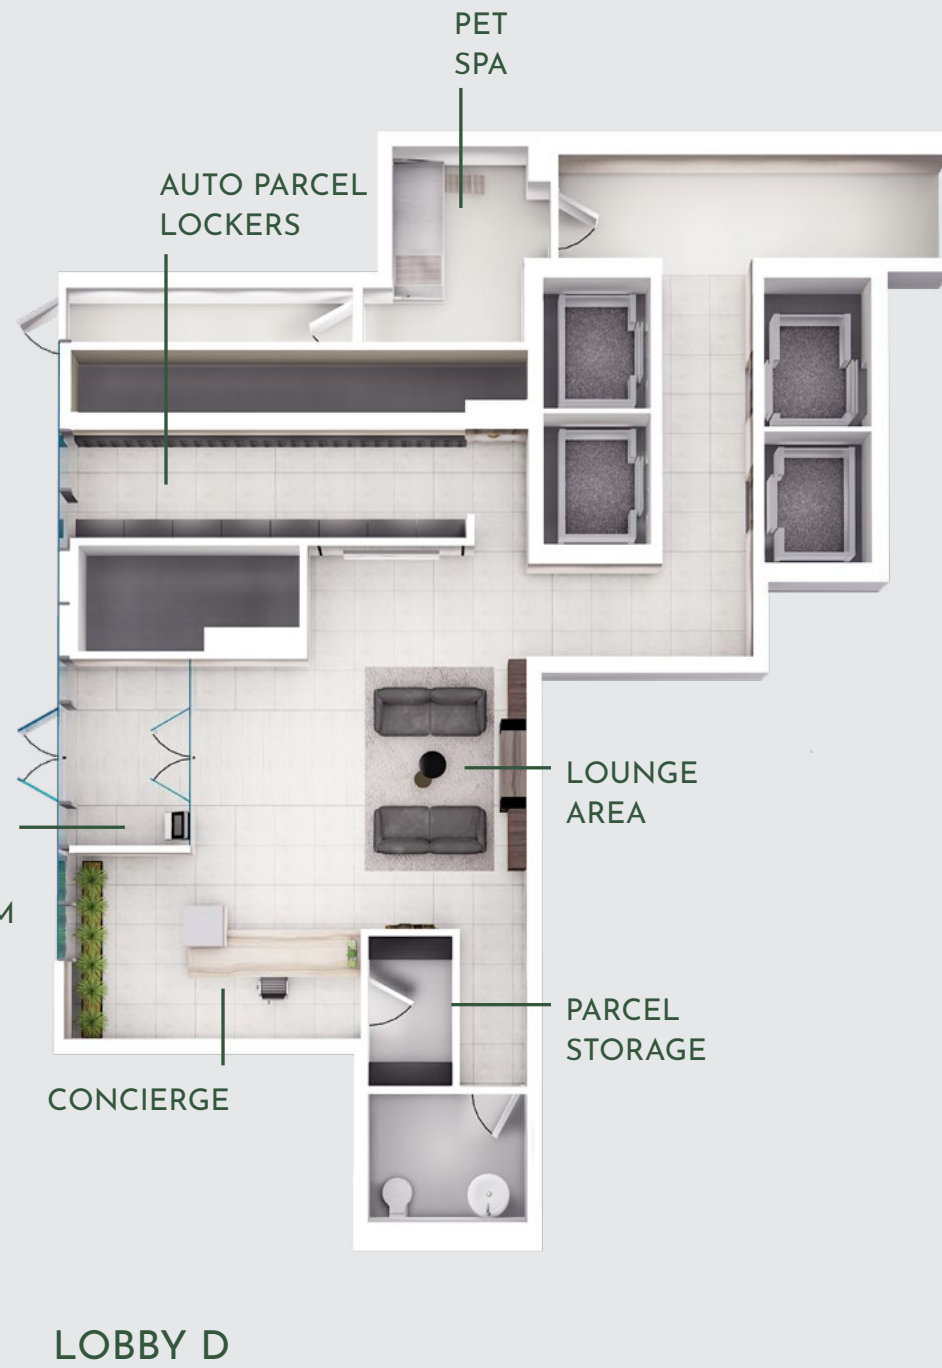 PET
SPA
AUTO PARCEL
LOCKERS
LOUNGE
AREA
M
PARCEL
STORAGE
CONCIERGE
LOBBY D